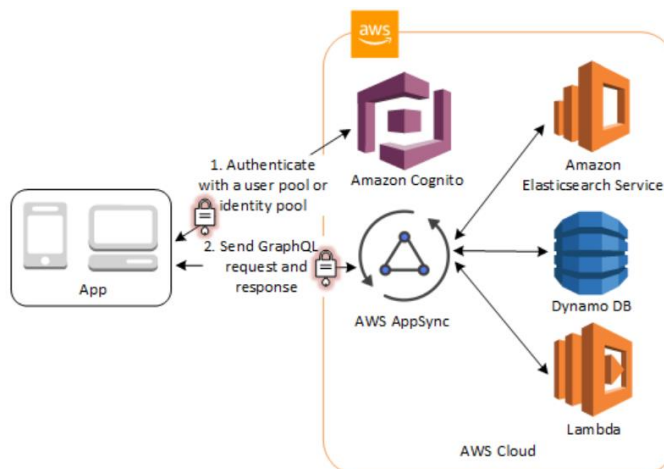 aws
1. Authenticate
with a user pool or
identity pool
Amazon Cognito
Amazon
Elasticsearch Service
2. Send GraphQL
request and
response
App
AWS AppSync
Dynamo DB
Lambda
AWS Cloud